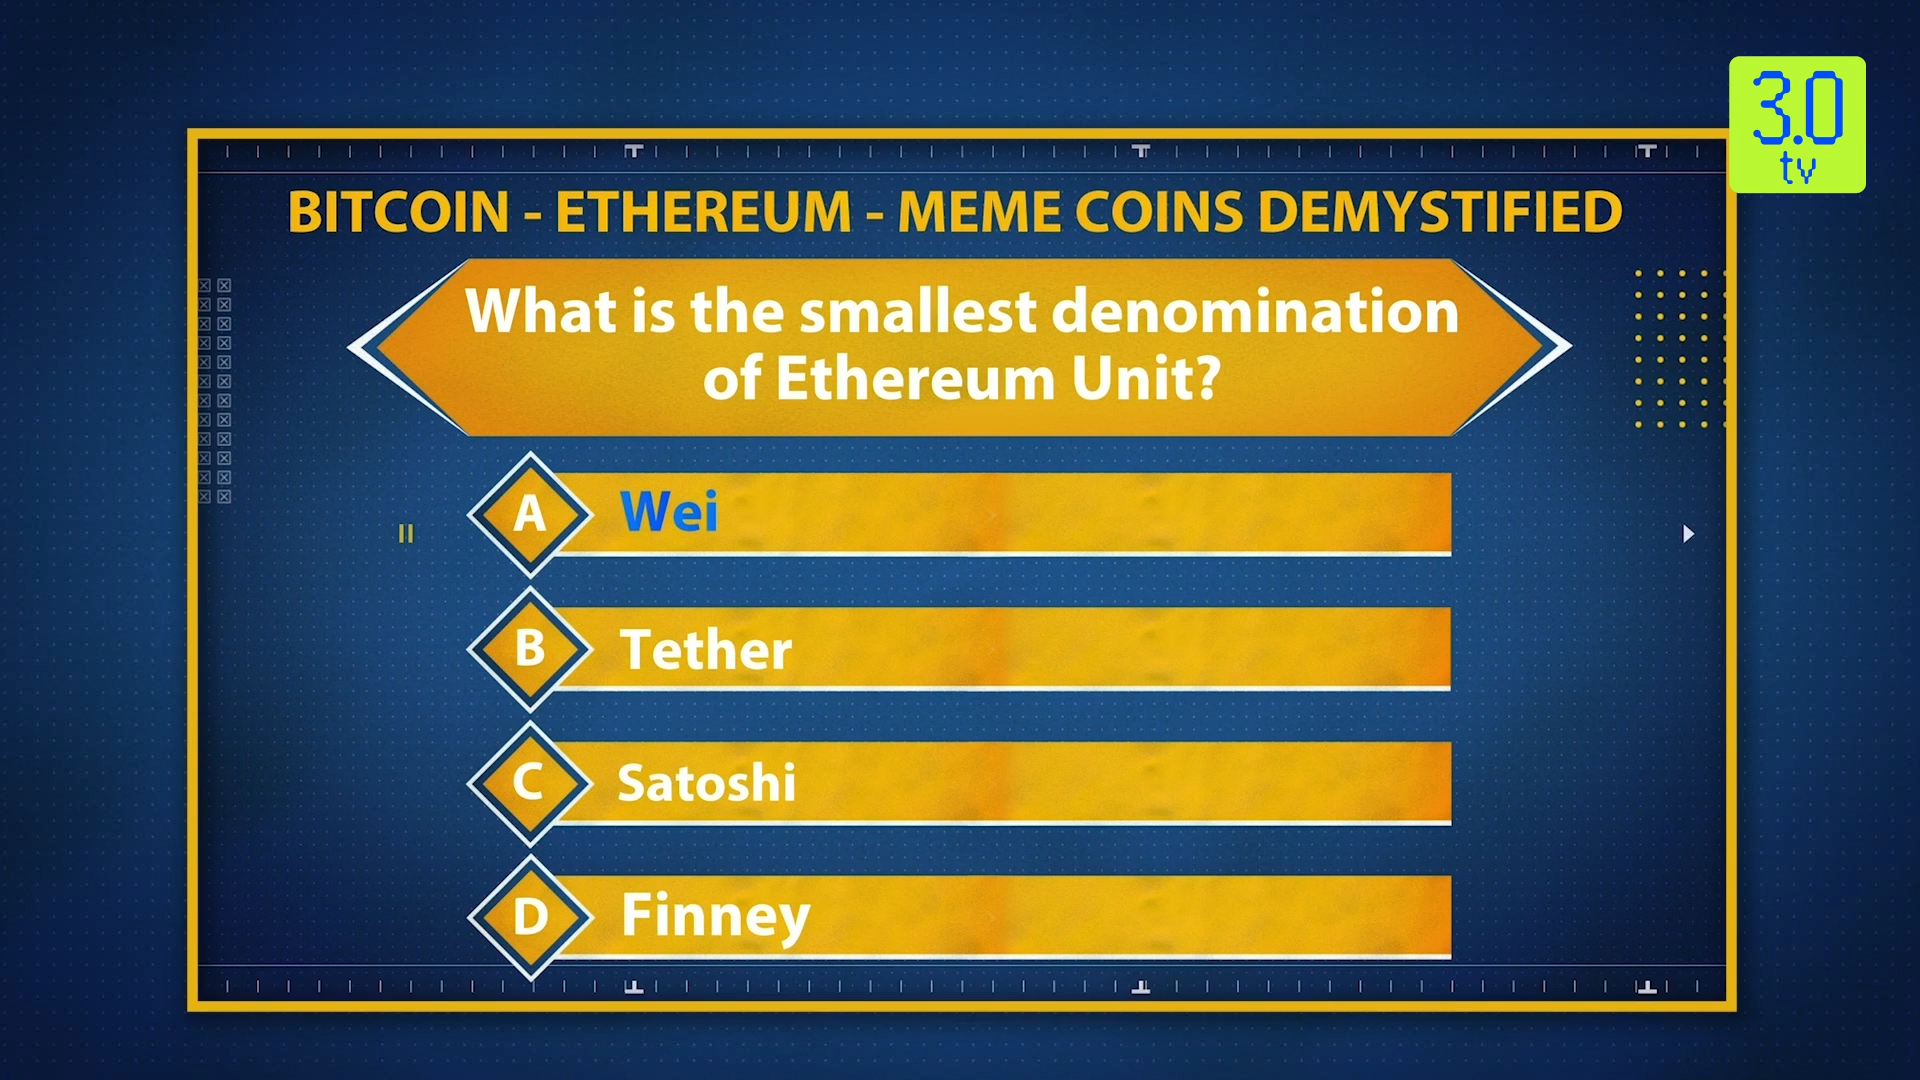 3.0
tv
BITCOIN - ETHEREUM - MEME COINS DEMYSTIFIED
What is the smallest denomination
of Ethereum Unit?
A Wei
B Tether
C Satoshi
D Finney